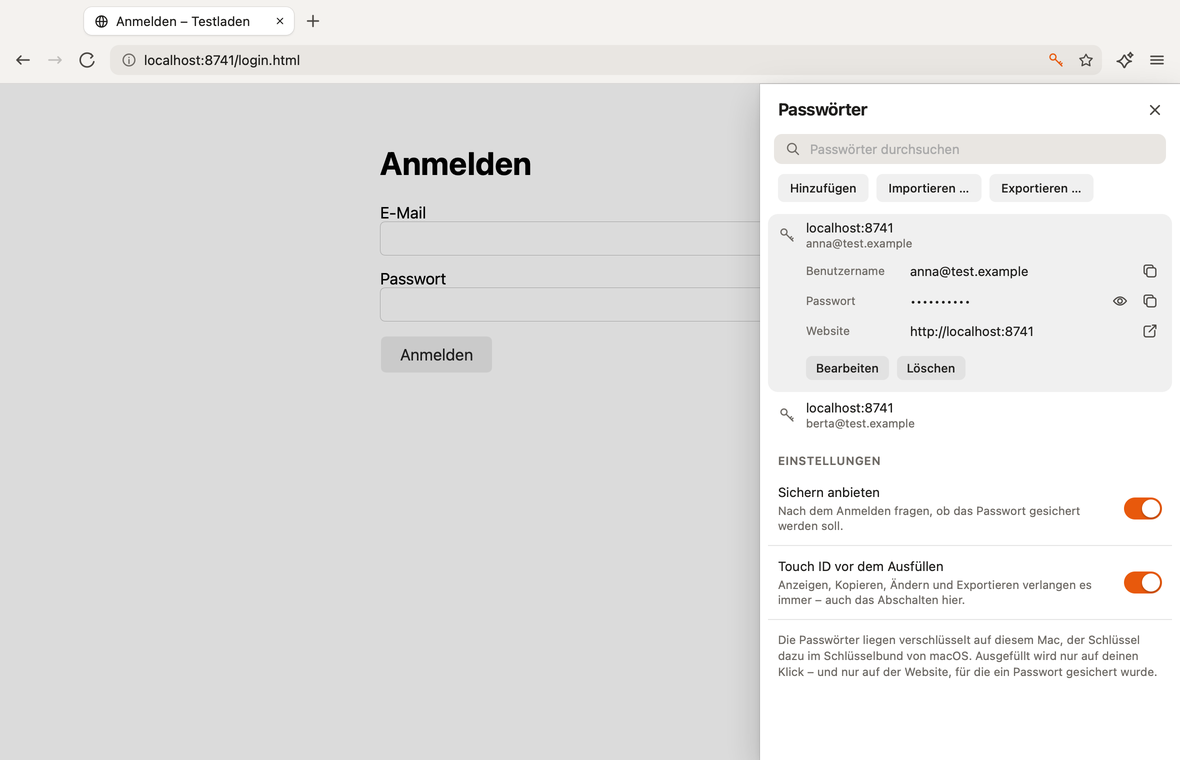 Anmelden – Testladen
localhost:8741/login.html
Anmelden
E-Mail
Passwort
Anmelden
Passwörter
Passwörter durchsuchen
Hinzufügen
Importieren ...
Exportieren ...
localhost:8741
anna@test.example
Benutzername anna@test.example
Passwort ••••••••••
Website http://localhost:8741
Bearbeiten
Löschen
localhost:8741
berta@test.example
EINSTELLUNGEN
Sichern anbieten
Nach dem Anmelden fragen, ob das Passwort gesichert
werden soll.
Touch ID vor dem Ausfüllen
Anzeigen, Kopieren, Ändern und Exportieren verlangen es
immer – auch das Abschalten hier.
Die Passwörter liegen verschlüsselt auf diesem Mac, der Schlüssel
dazu im Schlüsselbund von macOS. Ausgefüllt wird nur auf deinen
Klick – und nur auf der Website, für die ein Passwort gesichert wurde.